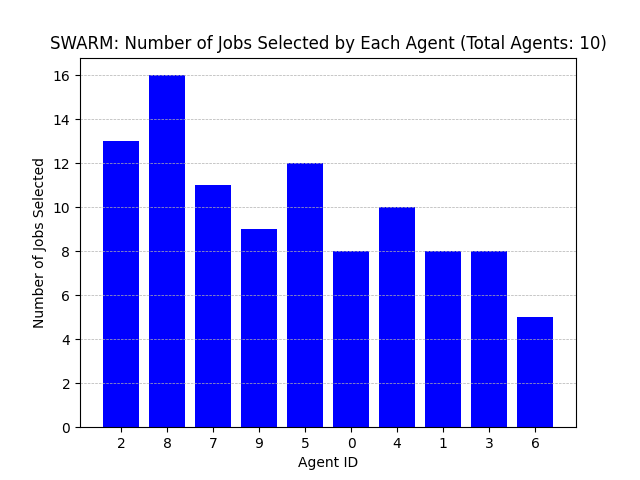 SWARM: Number of Jobs Selected by Each Agent (Total Agents: 10)
Number of Jobs Selected
16
14
12
10
8
6
4
2
0
2 8 7 9 5 0 4 1 3 6
Agent ID